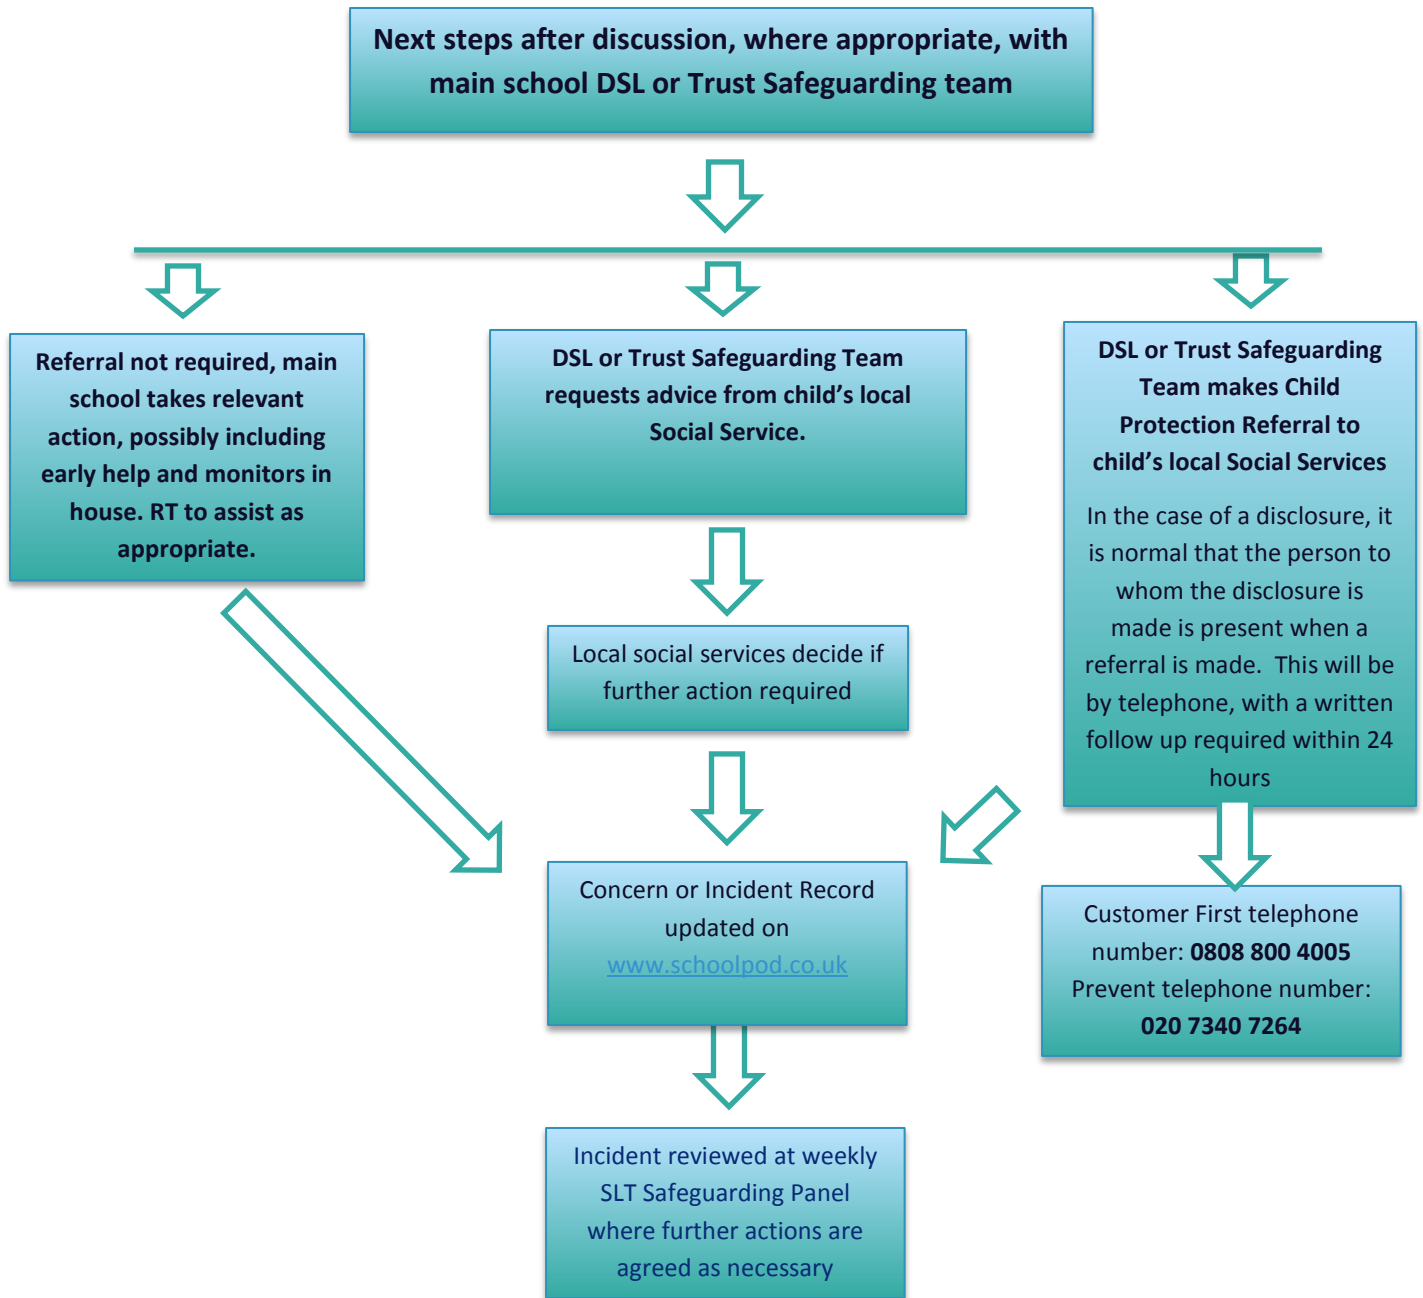 Next steps after discussion, where appropriate, with
main school DSL or Trust Safeguarding team
Referral not required, main
school takes relevant
action, possibly including
early help and monitors in
house. RT to assist as
appropriate.
DSL or Trust Safeguarding Team
requests advice from child’s local
Social Service.
DSL or Trust Safeguarding
Team makes Child
Protection Referral to
child’s local Social Services
In the case of a disclosure, it
is normal that the person to
whom the disclosure is
made is present when a
referral is made.  This will be
by telephone, with a written
follow up required within 24
hours
Local social services decide if
further action required
Concern or Incident Record
updated on
www.schoolpod.co.uk
Customer First telephone
number: 0808 800 4005
Prevent telephone number:
020 7340 7264
Incident reviewed at weekly
SLT Safeguarding Panel
where further actions are
agreed as necessary